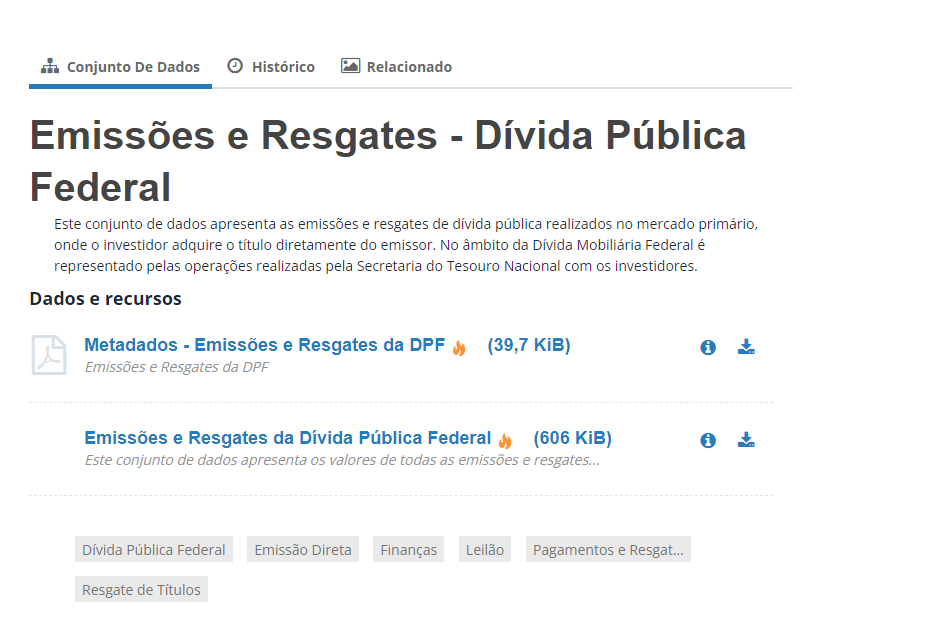 Conjunto De Dados Histórico Relacionado
Emissões e Resgates - Dívida Pública
Federal
Este conjunto de dados apresenta as emissões e resgates de dívida pública realizados no mercado primário,
onde o investidor adquire o título diretamente do emissor. No âmbito da Dívida Mobiliária Federal é
representado pelas operações realizadas pela Secretaria do Tesouro Nacional com os investidores.
Dados e recursos
Metadados - Emissões e Resgates da DPF (39,7 KiB)
Emissões e Resgates da DPF
Emissões e Resgates da Dívida Pública Federal (606 KiB)
Este conjunto de dados apresenta os valores de todas as emissões e resgates...
Dívida Pública Federal Emissão Direta Finanças Leilão Pagamentos e Resgat...
Resgate de Títulos